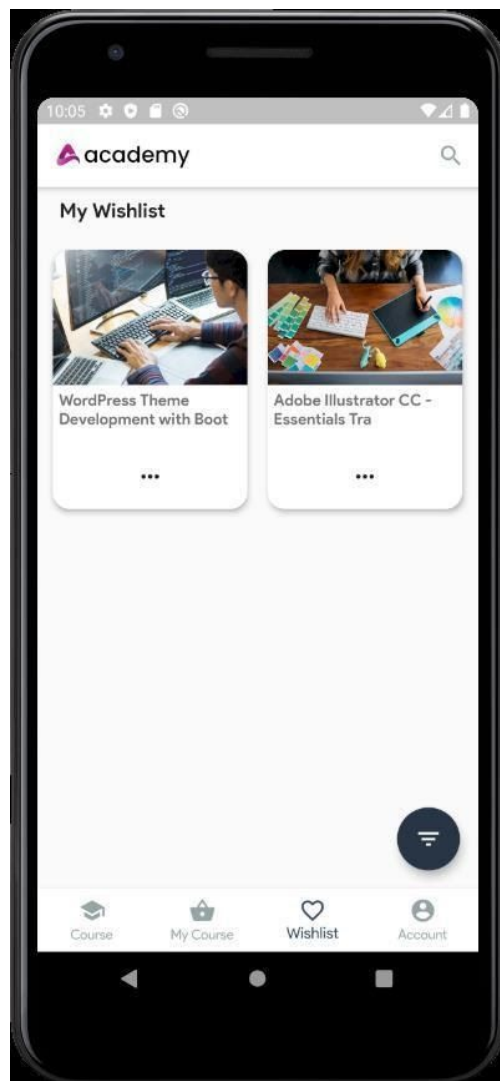 10:05
academy
My Wishlist
WordPress Theme
Development with Boot
Adobe Illustrator CC -
Essentials Tra
...
...
Course
My Course
Wishlist
Account